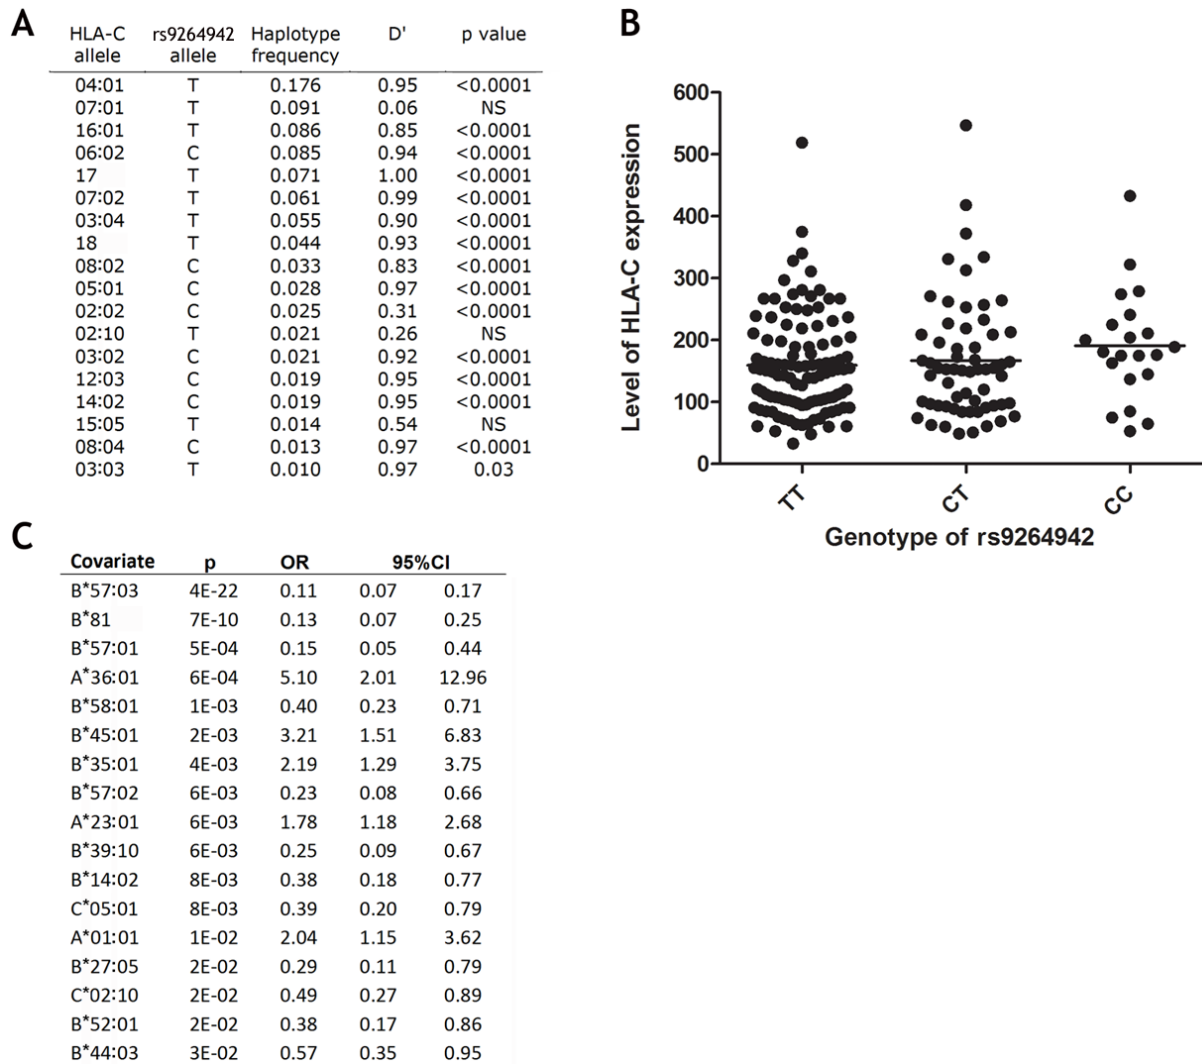 A
HLA-C allele rs9264942 allele Haplotype frequency D' p value
04:01 T 0.176 0.95 <0.0001
07:01 T 0.091 0.06 NS
16:01 T 0.086 0.85 <0.0001
06:02 C 0.085 0.94 <0.0001
17 T 0.071 1.00 <0.0001
07:02 T 0.061 0.99 <0.0001
03:04 T 0.055 0.90 <0.0001
18 T 0.044 0.93 <0.0001
08:02 C 0.033 0.83 <0.0001
05:01 C 0.028 0.97 <0.0001
02:02 C 0.025 0.31 <0.0001
02:10 T 0.021 0.26 NS
03:02 C 0.021 0.92 <0.0001
12:03 C 0.019 0.95 <0.0001
14:02 C 0.019 0.95 <0.0001
15:05 T 0.014 0.54 NS
08:04 C 0.013 0.97 <0.0001
03:03 T 0.010 0.97 0.03
B
Level of HLA-C expression
600
500
400
300
200
100
0
TT CT CC
Genotype of rs9264942
C
Covariate p OR 95%CI
B*57:03 4E-22 0.11 0.07 0.17
B*81 7E-10 0.13 0.07 0.25
B*57:01 5E-04 0.15 0.05 0.44
A*36:01 6E-04 5.10 2.01 12.96
B*58:01 1E-03 0.40 0.23 0.71
B*45:01 2E-03 3.21 1.51 6.83
B*35:01 4E-03 2.19 1.29 3.75
B*57:02 6E-03 0.23 0.08 0.66
A*23:01 6E-03 1.78 1.18 2.68
B*39:10 6E-03 0.25 0.09 0.67
B*14:02 8E-03 0.38 0.18 0.77
C*05:01 8E-03 0.39 0.20 0.79
A*01:01 1E-02 2.04 1.15 3.62
B*27:05 2E-02 0.29 0.11 0.79
C*02:10 2E-02 0.49 0.27 0.89
B*52:01 2E-02 0.38 0.17 0.86
B*44:03 3E-02 0.57 0.35 0.95